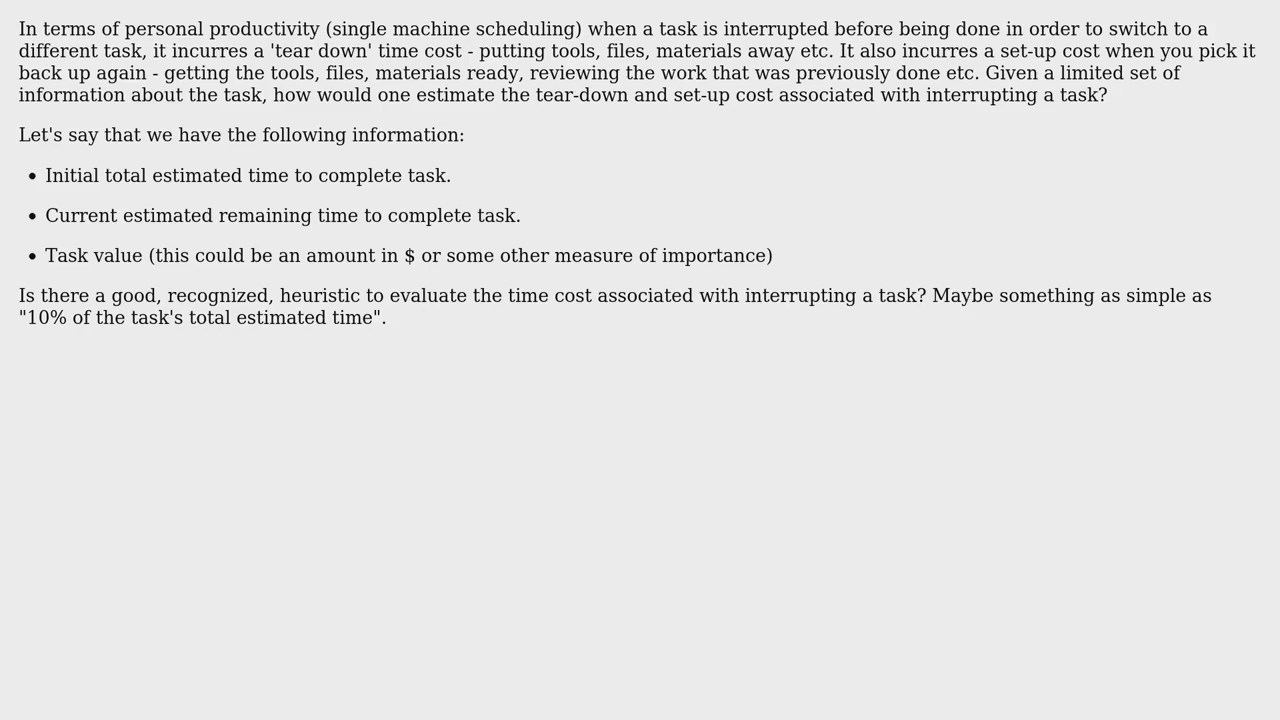 In terms of personal productivity (single machine scheduling) when a task is interrupted before being done in order to switch to a
different task, it incurres a 'tear down' time cost - putting tools, files, materials away etc. It also incurres a set-up cost when you pick it
back up again - getting the tools, files, materials ready, reviewing the work that was previously done etc. Given a limited set of
information about the task, how would one estimate the tear-down and set-up cost associated with interrupting a task?
Let's say that we have the following information:
• Initial total estimated time to complete task.
• Current estimated remaining time to complete task.
• Task value (this could be an amount in $ or some other measure of importance)
Is there a good, recognized, heuristic to evaluate the time cost associated with interrupting a task? Maybe something as simple as
"10% of the task's total estimated time".